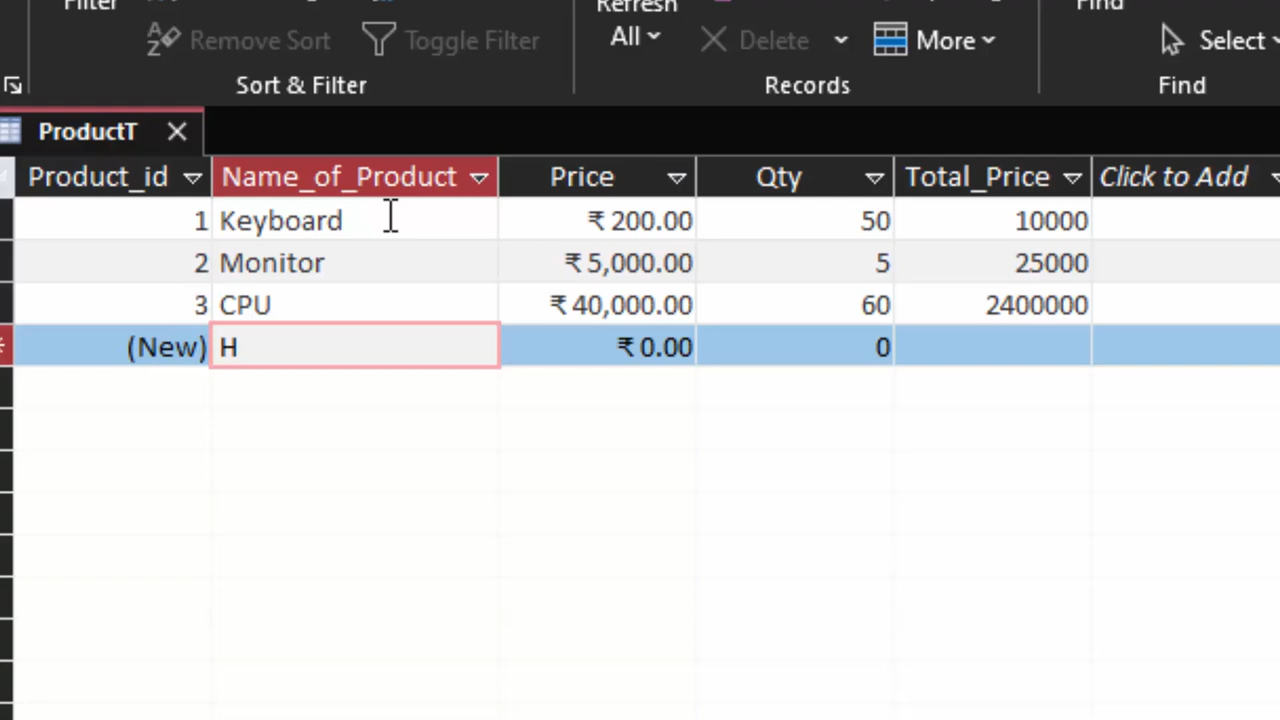 Filter
Refresh
Find
Remove Sort
Toggle Filter
All
Delete
More
Select
Sort & Filter
Records
Find
ProductT
Product_id Name_of_Product Price Qty Total_Price Click to Add
1 Keyboard ₹ 200.00 50 10000
2 Monitor ₹ 5,000.00 5 25000
3 CPU ₹ 40,000.00 60 2400000
* (New) H ₹ 0.00 0